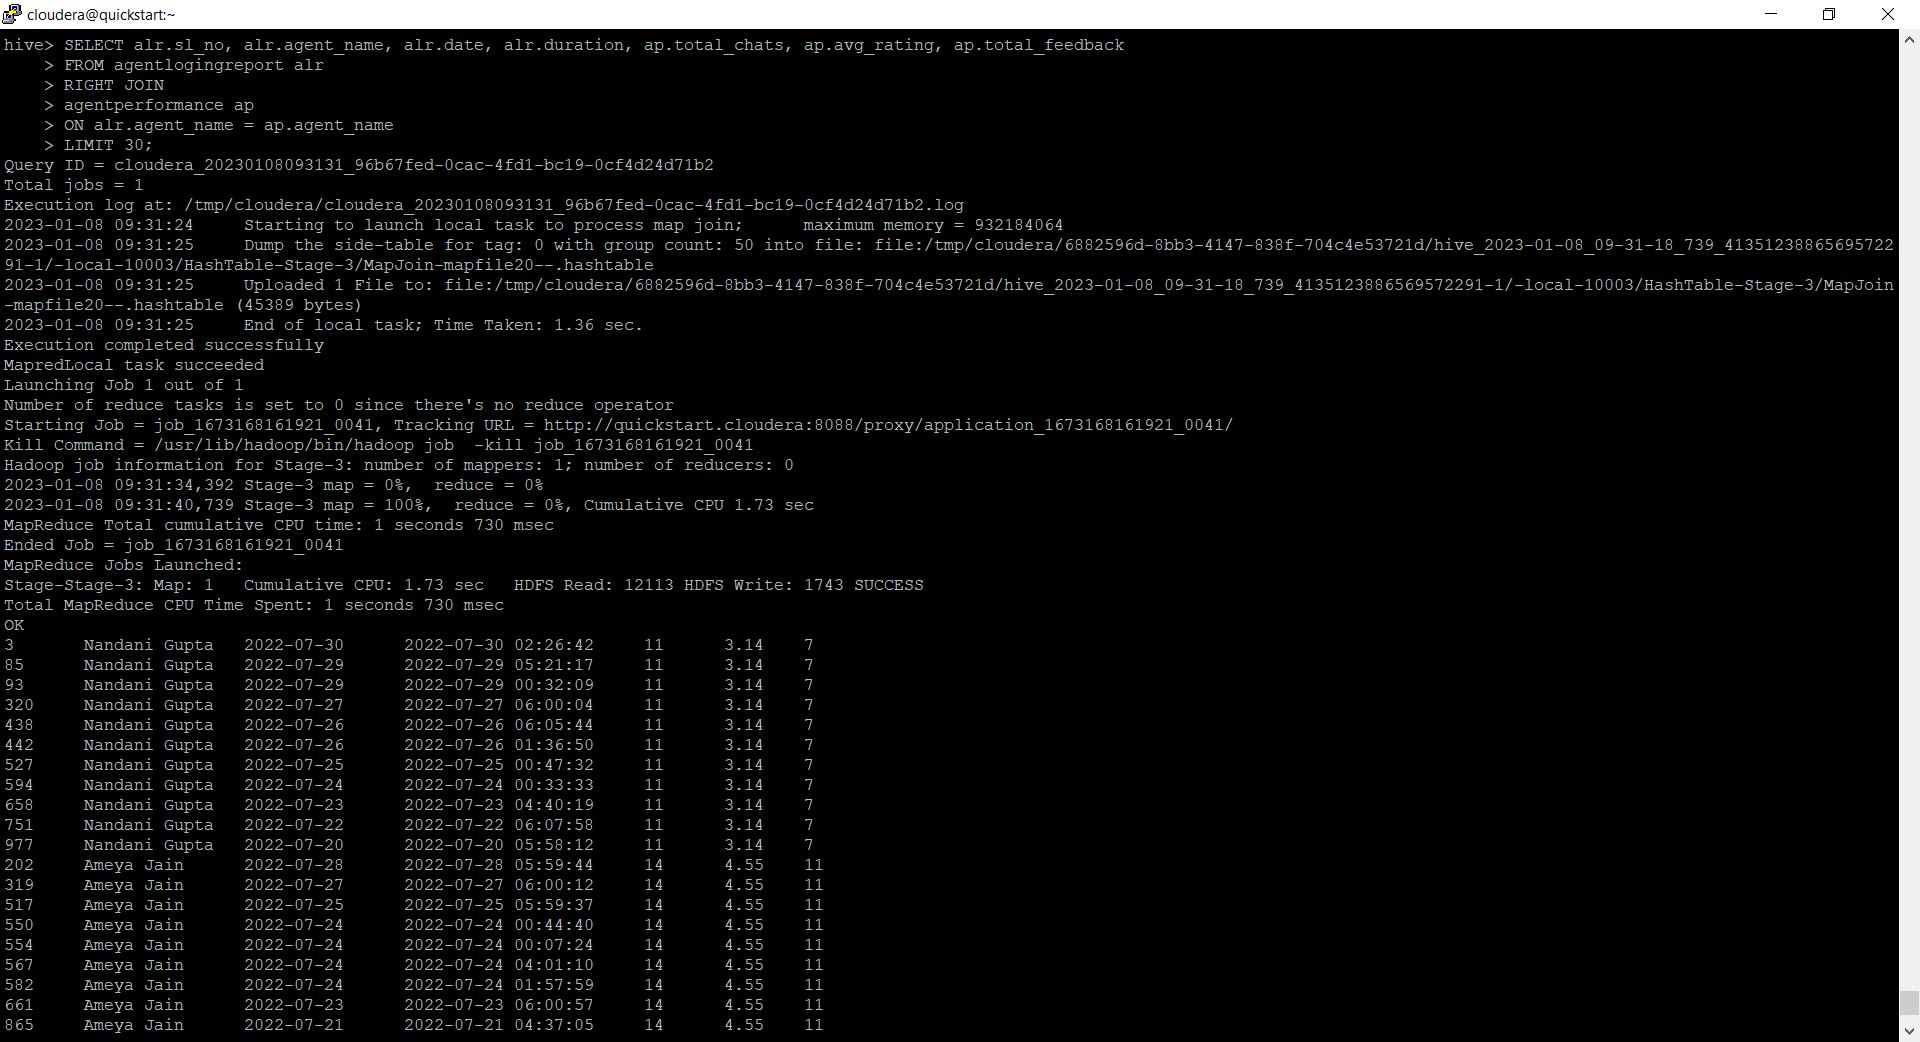 cloudera@quickstart:~
hive> SELECT alr.sl_no, alr.agent_name, alr.date, alr.duration, ap.total_chats, ap.avg_rating, ap.total_feedback
    > FROM agentlogingreport alr
    > RIGHT JOIN
    > agentperformance ap
    > ON alr.agent_name = ap.agent_name
    > LIMIT 30;
Query ID = cloudera_20230108093131_96b67fed-0cac-4fd1-bc19-0cf4d24d71b2
Total jobs = 1
Execution log at: /tmp/cloudera/cloudera_20230108093131_96b67fed-0cac-4fd1-bc19-0cf4d24d71b2.log
2023-01-08 09:31:24     Starting to launch local task to process map join;      maximum memory = 932184064
2023-01-08 09:31:25     Dump the side-table for tag: 0 with group count: 50 into file: file:/tmp/cloudera/6882596d-8bb3-4147-838f-704c4e53721d/hive_2023-01-08_09-31-18_739_41351238865695722
91-1/-local-10003/HashTable-Stage-3/MapJoin-mapfile20--.hashtable
2023-01-08 09:31:25     Uploaded 1 File to: file:/tmp/cloudera/6882596d-8bb3-4147-838f-704c4e53721d/hive_2023-01-08_09-31-18_739_4135123886569572291-1/-local-10003/HashTable-Stage-3/MapJoin
-mapfile20--.hashtable (45389 bytes)
2023-01-08 09:31:25     End of local task; Time Taken: 1.36 sec.
Execution completed successfully
MapredLocal task succeeded
Launching Job 1 out of 1
Number of reduce tasks is set to 0 since there's no reduce operator
Starting Job = job_1673168161921_0041, Tracking URL = http://quickstart.cloudera:8088/proxy/application_1673168161921_0041/
Kill Command = /usr/lib/hadoop/bin/hadoop job  -kill job_1673168161921_0041
Hadoop job information for Stage-3: number of mappers: 1; number of reducers: 0
2023-01-08 09:31:34,392 Stage-3 map = 0%,  reduce = 0%
2023-01-08 09:31:40,739 Stage-3 map = 100%,  reduce = 0%, Cumulative CPU 1.73 sec
MapReduce Total cumulative CPU time: 1 seconds 730 msec
Ended Job = job_1673168161921_0041
MapReduce Jobs Launched:
Stage-Stage-3: Map: 1   Cumulative CPU: 1.73 sec   HDFS Read: 12113 HDFS Write: 1743 SUCCESS
Total MapReduce CPU Time Spent: 1 seconds 730 msec
OK
3       Nandani Gupta   2022-07-30      2022-07-30 02:26:42     11      3.14    7
85      Nandani Gupta   2022-07-29      2022-07-29 05:21:17     11      3.14    7
93      Nandani Gupta   2022-07-29      2022-07-29 00:32:09     11      3.14    7
320     Nandani Gupta   2022-07-27      2022-07-27 06:00:04     11      3.14    7
438     Nandani Gupta   2022-07-26      2022-07-26 06:05:44     11      3.14    7
442     Nandani Gupta   2022-07-26      2022-07-26 01:36:50     11      3.14    7
527     Nandani Gupta   2022-07-25      2022-07-25 00:47:32     11      3.14    7
594     Nandani Gupta   2022-07-24      2022-07-24 00:33:33     11      3.14    7
658     Nandani Gupta   2022-07-23      2022-07-23 04:40:19     11      3.14    7
751     Nandani Gupta   2022-07-22      2022-07-22 06:07:58     11      3.14    7
977     Nandani Gupta   2022-07-20      2022-07-20 05:58:12     11      3.14    7
202     Ameya Jain      2022-07-28      2022-07-28 05:59:44     14      4.55    11
319     Ameya Jain      2022-07-27      2022-07-27 06:00:12     14      4.55    11
517     Ameya Jain      2022-07-25      2022-07-25 05:59:37     14      4.55    11
550     Ameya Jain      2022-07-24      2022-07-24 00:44:40     14      4.55    11
554     Ameya Jain      2022-07-24      2022-07-24 00:07:24     14      4.55    11
567     Ameya Jain      2022-07-24      2022-07-24 04:01:10     14      4.55    11
582     Ameya Jain      2022-07-24      2022-07-24 01:57:59     14      4.55    11
661     Ameya Jain      2022-07-23      2022-07-23 06:00:57     14      4.55    11
865     Ameya Jain      2022-07-21      2022-07-21 04:37:05     14      4.55    11